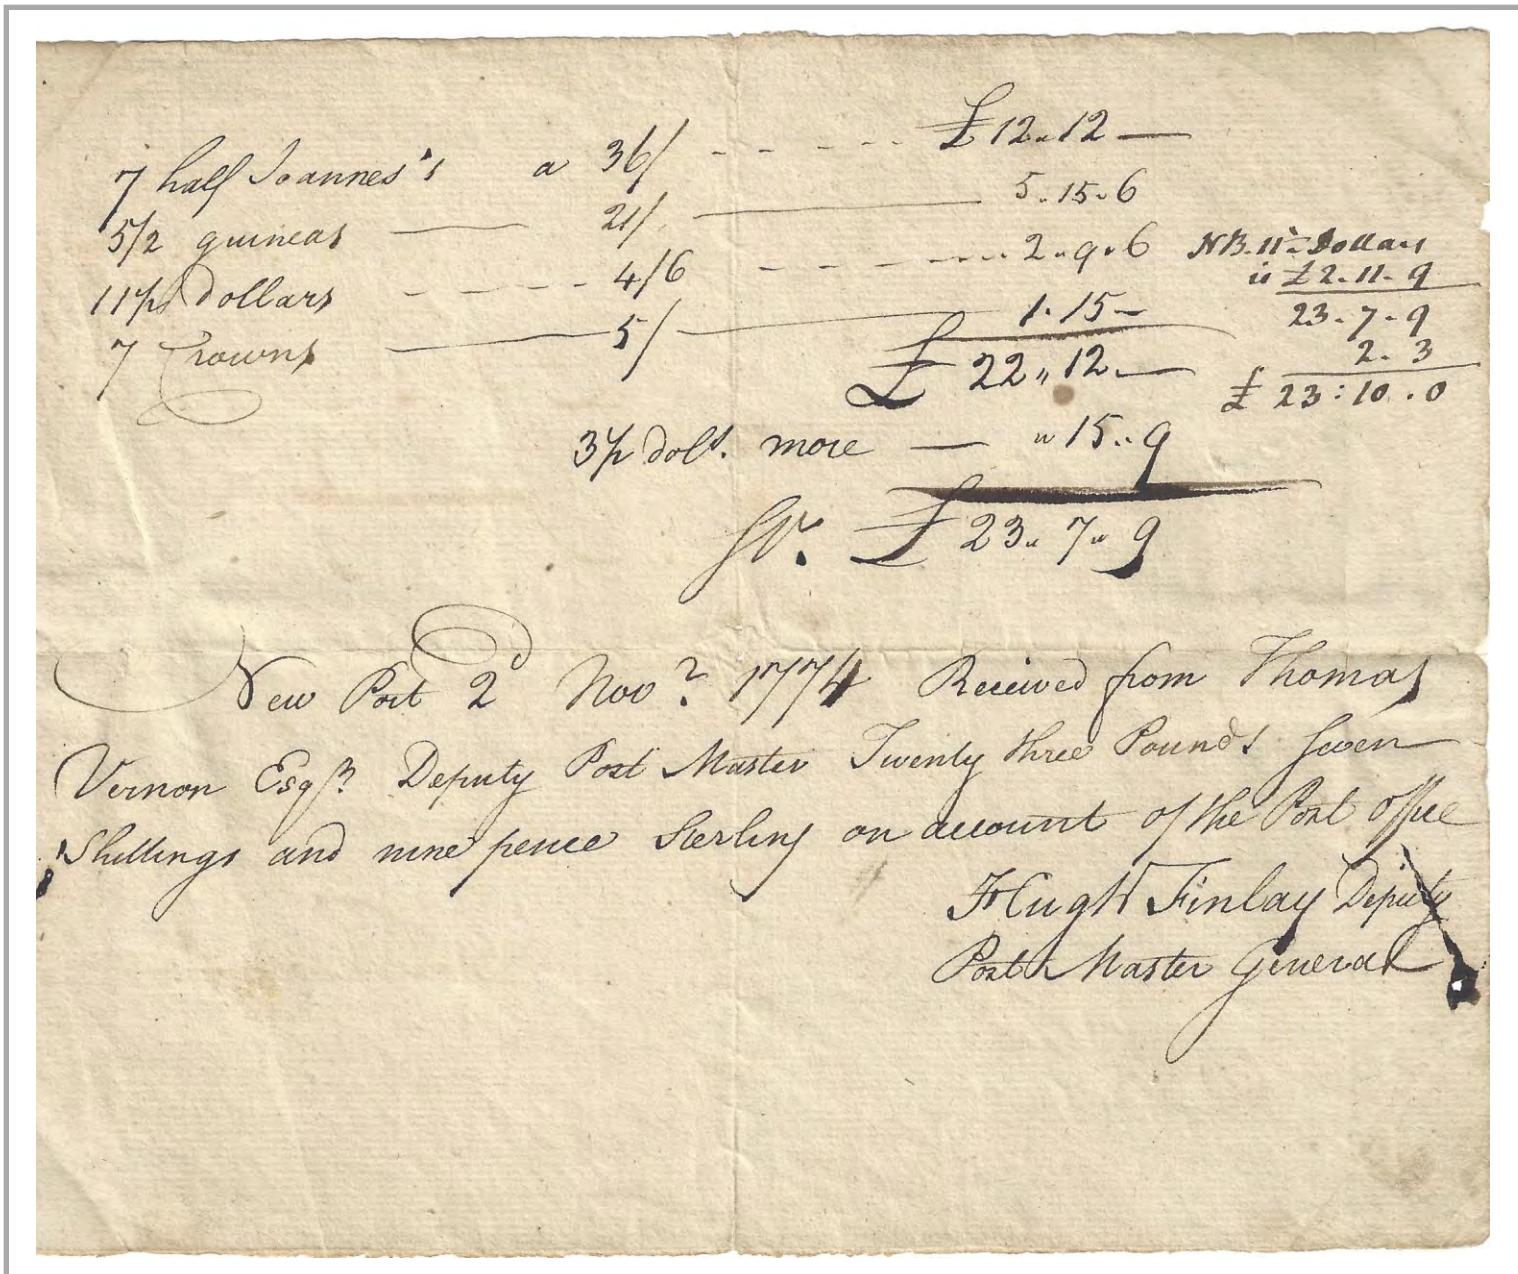 7 half Joannes's a 36/ - - - - - £ 12„12 —
5/2 guineas — 21/. — 5.15.6
11½ dollars - - - - 4/6 - - - - - 2.9.6
7 Crowns — 5/ — 1.15 —
£ 22„12. —
3½ doll.s more — „15„9
St. £ 23„7„9
NB. 11½ Dollars
is £2.11.9
23.7.9
2.3
£ 23:10.0
New Port 2d Novr. 1774 Received from Thomas
Vernon Esqr. Deputy Post Master Twenty three Pounds Seven
Shillings and nine pence Sterling on account of the Post office
Hugh Finlay Deputy
Post Master General